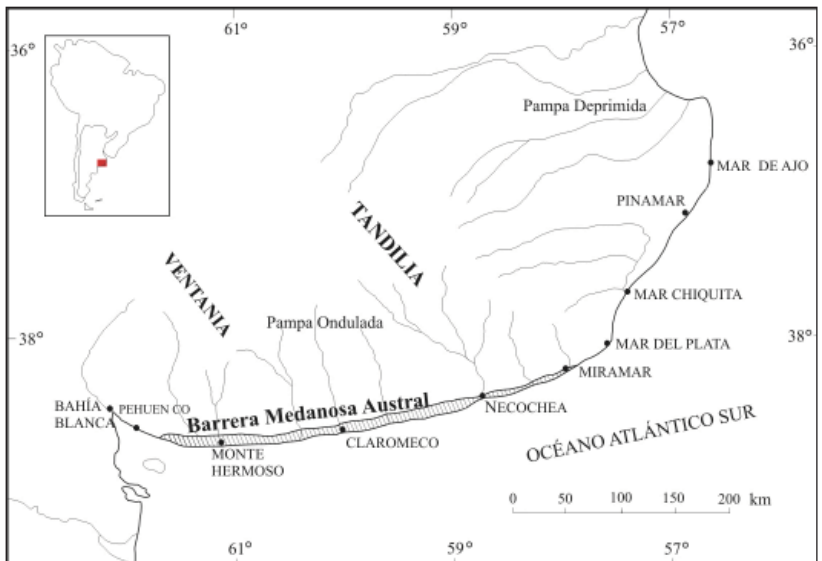 61°
59°
57°
36°
36°
Pampa Deprimida
MAR DE AJO
PINAMAR
TANDILIA
VENTANIA
MAR CHIQUITA
Pampa Ondulada
38°
38°
MAR DEL PLATA
MIRAMAR
BAHÍA
BLANCA
PEHUEN CO
Barrera Medanosa Austral
NECOCHEA
OCÉANO ATLÁNTICO SUR
CLAROMECO
MONTE
HERMOSO
0 50 100 150 200 km
61°
59°
57°